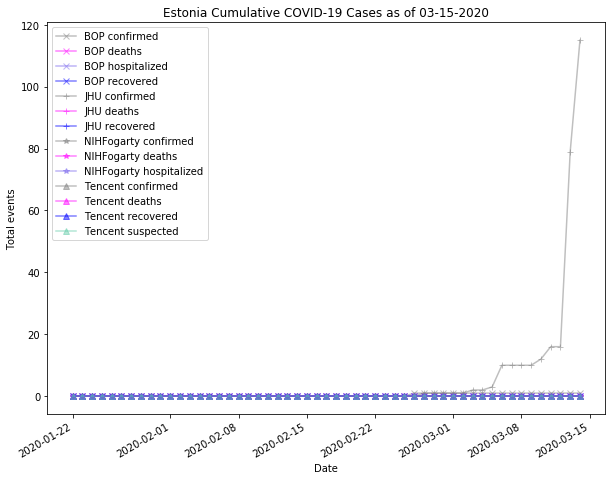 Estonia Cumulative COVID-19 Cases as of 03-15-2020
120
100
80
60
40
20
0
Total events
BOP confirmed
BOP deaths
BOP hospitalized
BOP recovered
JHU confirmed
JHU deaths
JHU recovered
NIHFogarty confirmed
NIHFogarty deaths
NIHFogarty hospitalized
Tencent confirmed
Tencent deaths
Tencent recovered
Tencent suspected
2020-01-22
2020-02-01
2020-02-08
2020-02-15
2020-02-22
2020-03-01
2020-03-08
2020-03-15
Date